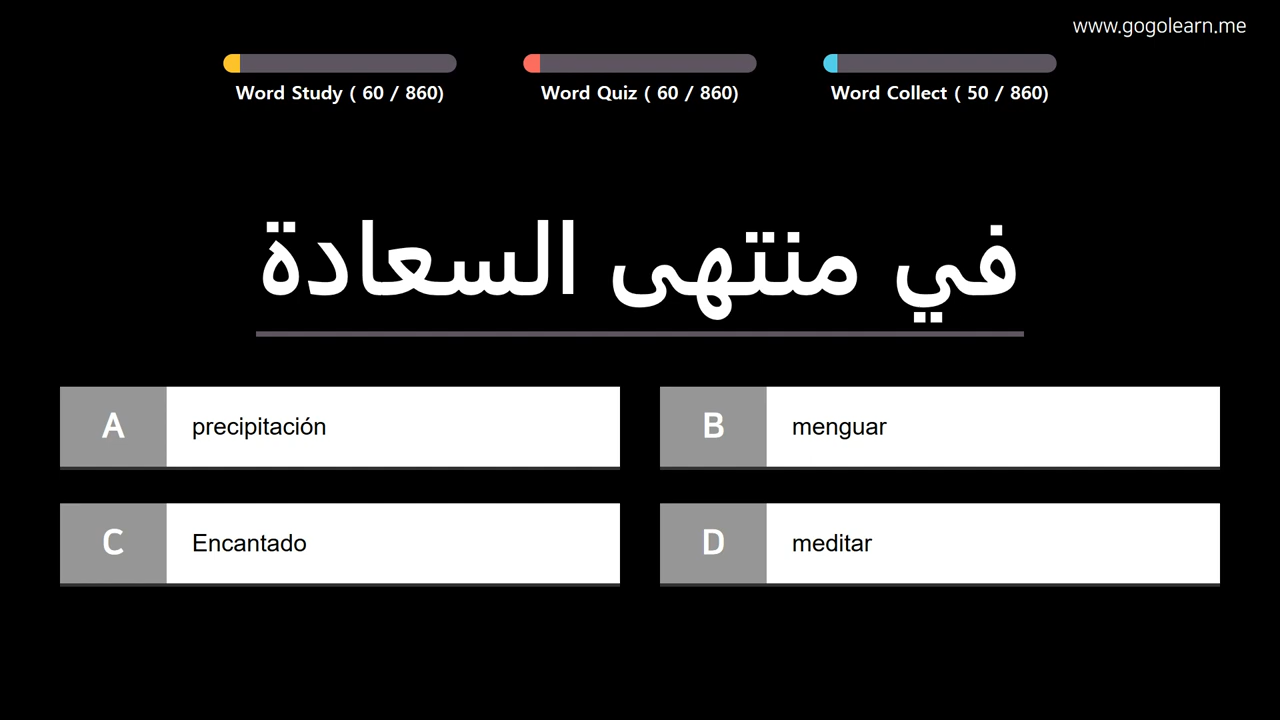 www.gogolearn.me
Word Study ( 60 / 860)
Word Quiz ( 60 / 860)
Word Collect ( 50 / 860)
في منتهى السعادة
A precipitación
B menguar
C Encantado
D meditar